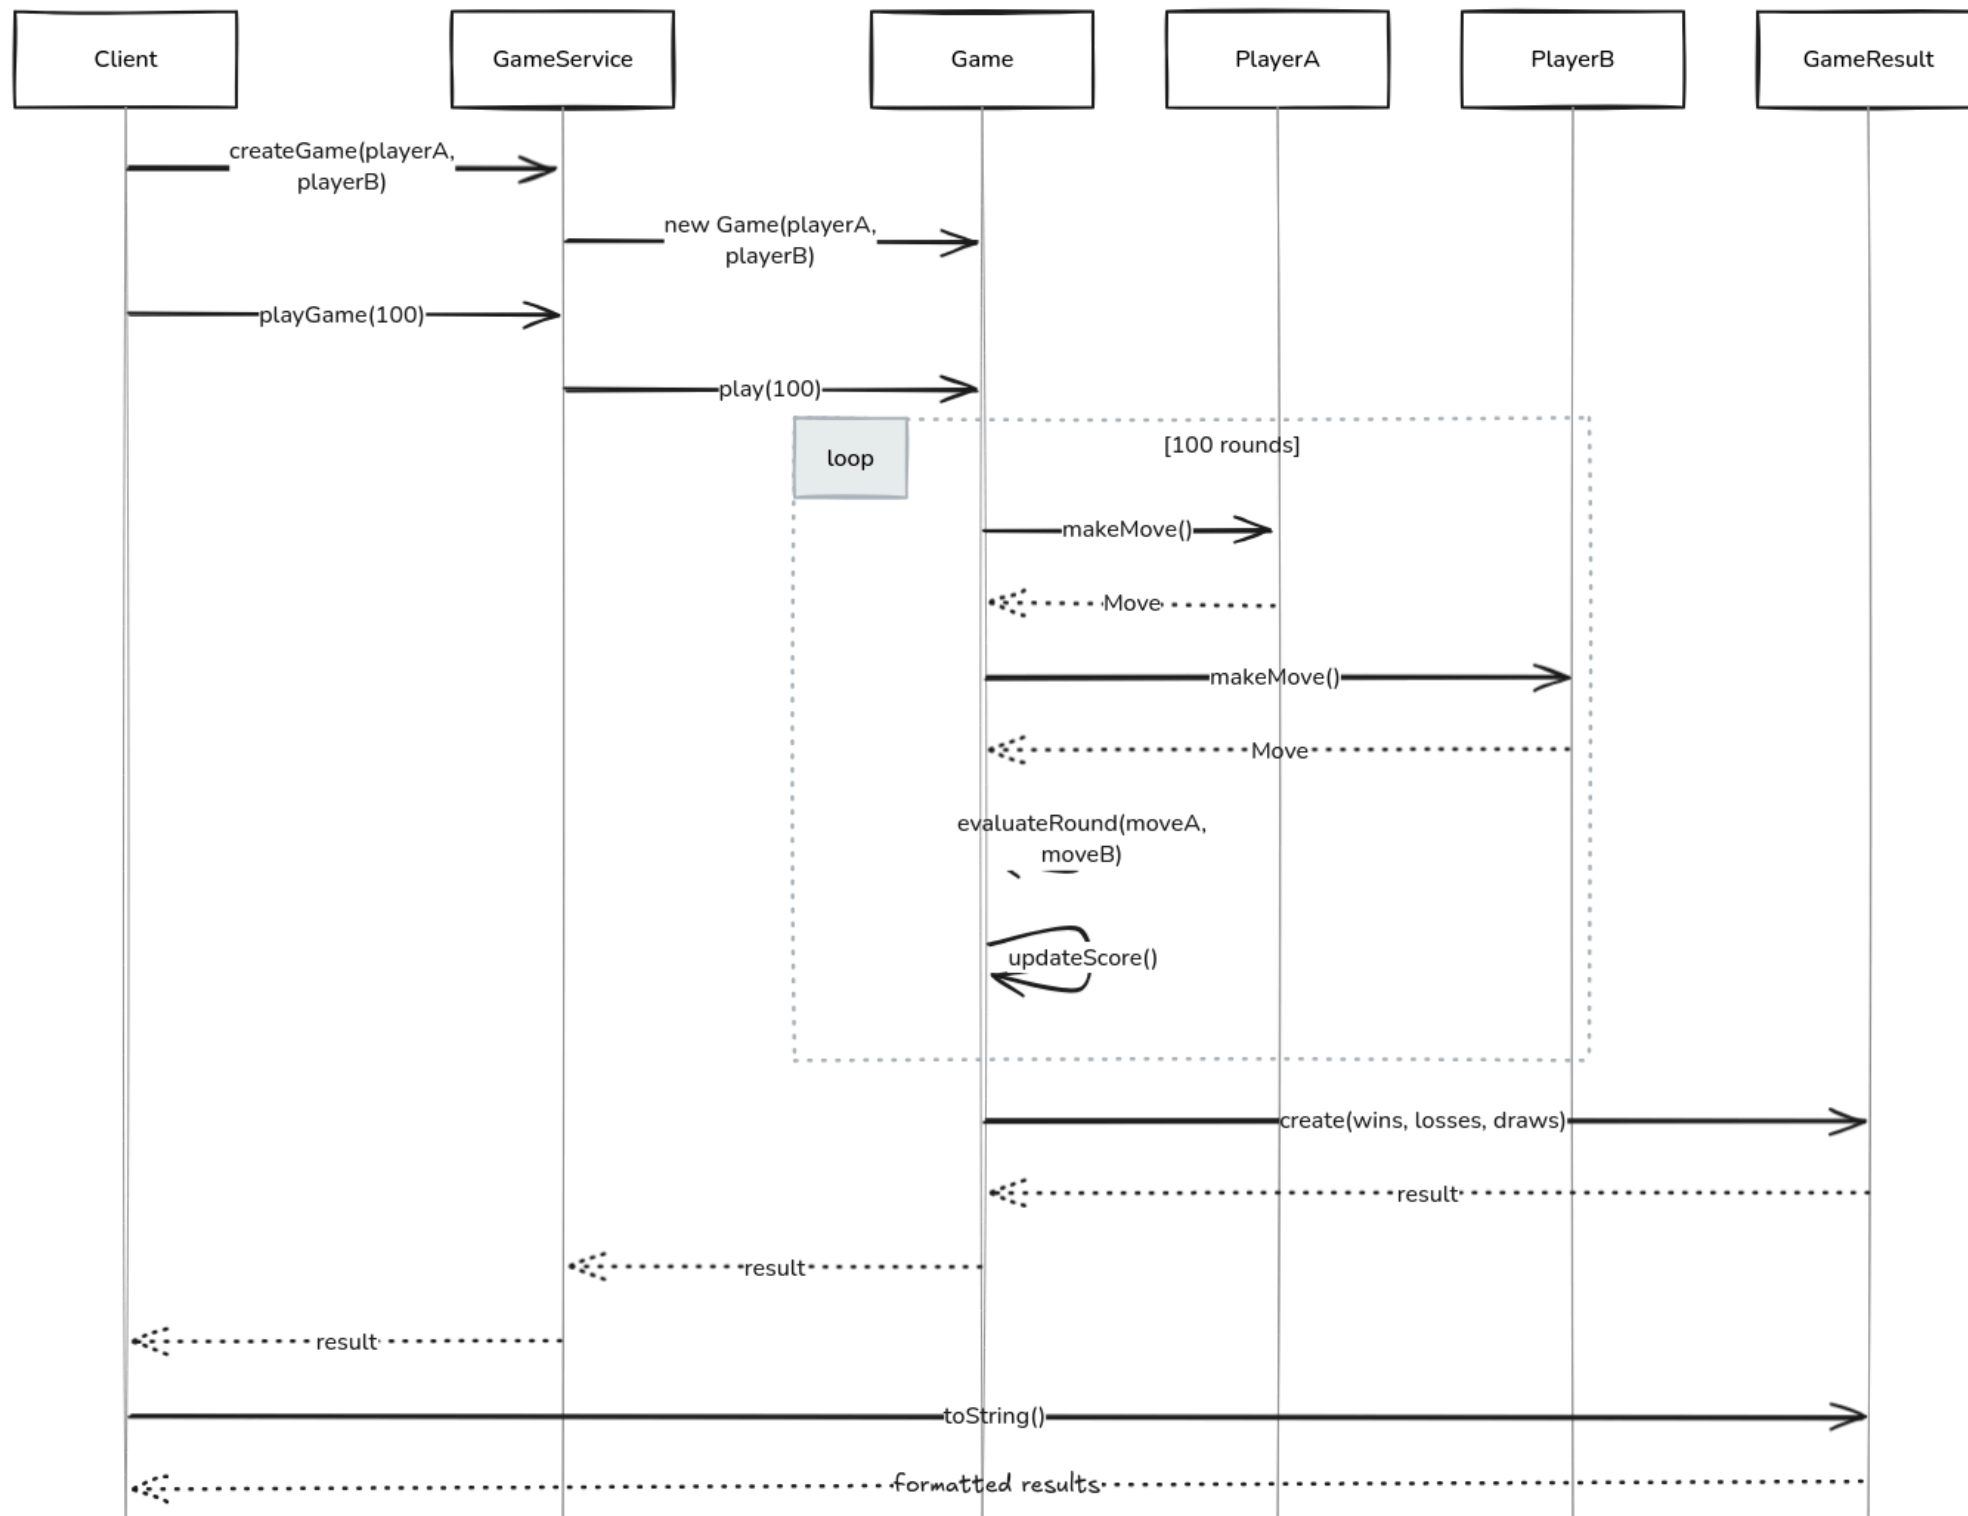 Client
GameService
Game
PlayerA
PlayerB
GameResult
createGame(playerA,
playerB)
new Game(playerA,
playerB)
playGame(100)
play(100)
loop
[100 rounds]
makeMove()
Move
makeMove()
Move
evaluateRound(moveA,
moveB)
updateScore()
create(wins, losses, draws)
result
result
result
toString()
formatted results